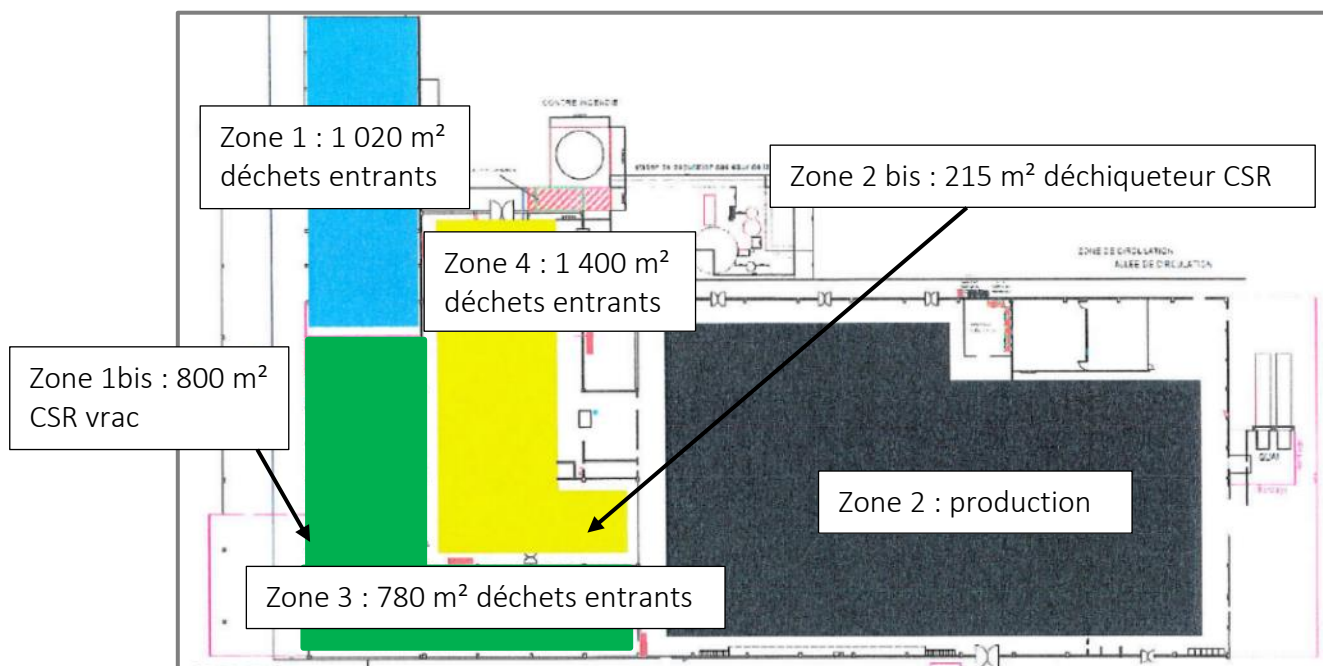 CONTRE INCENDIE
Zone 1 : 1 020 m²
déchets entrants
Zone 2 bis : 215 m² déchiqueteur CSR
Zone 4 : 1 400 m²
déchets entrants
ZONE DE CIRCULATION
ALLEE DE CIRCULATION
Zone 1bis : 800 m²
CSR vrac
Zone 2 : production
Zone 3 : 780 m² déchets entrants